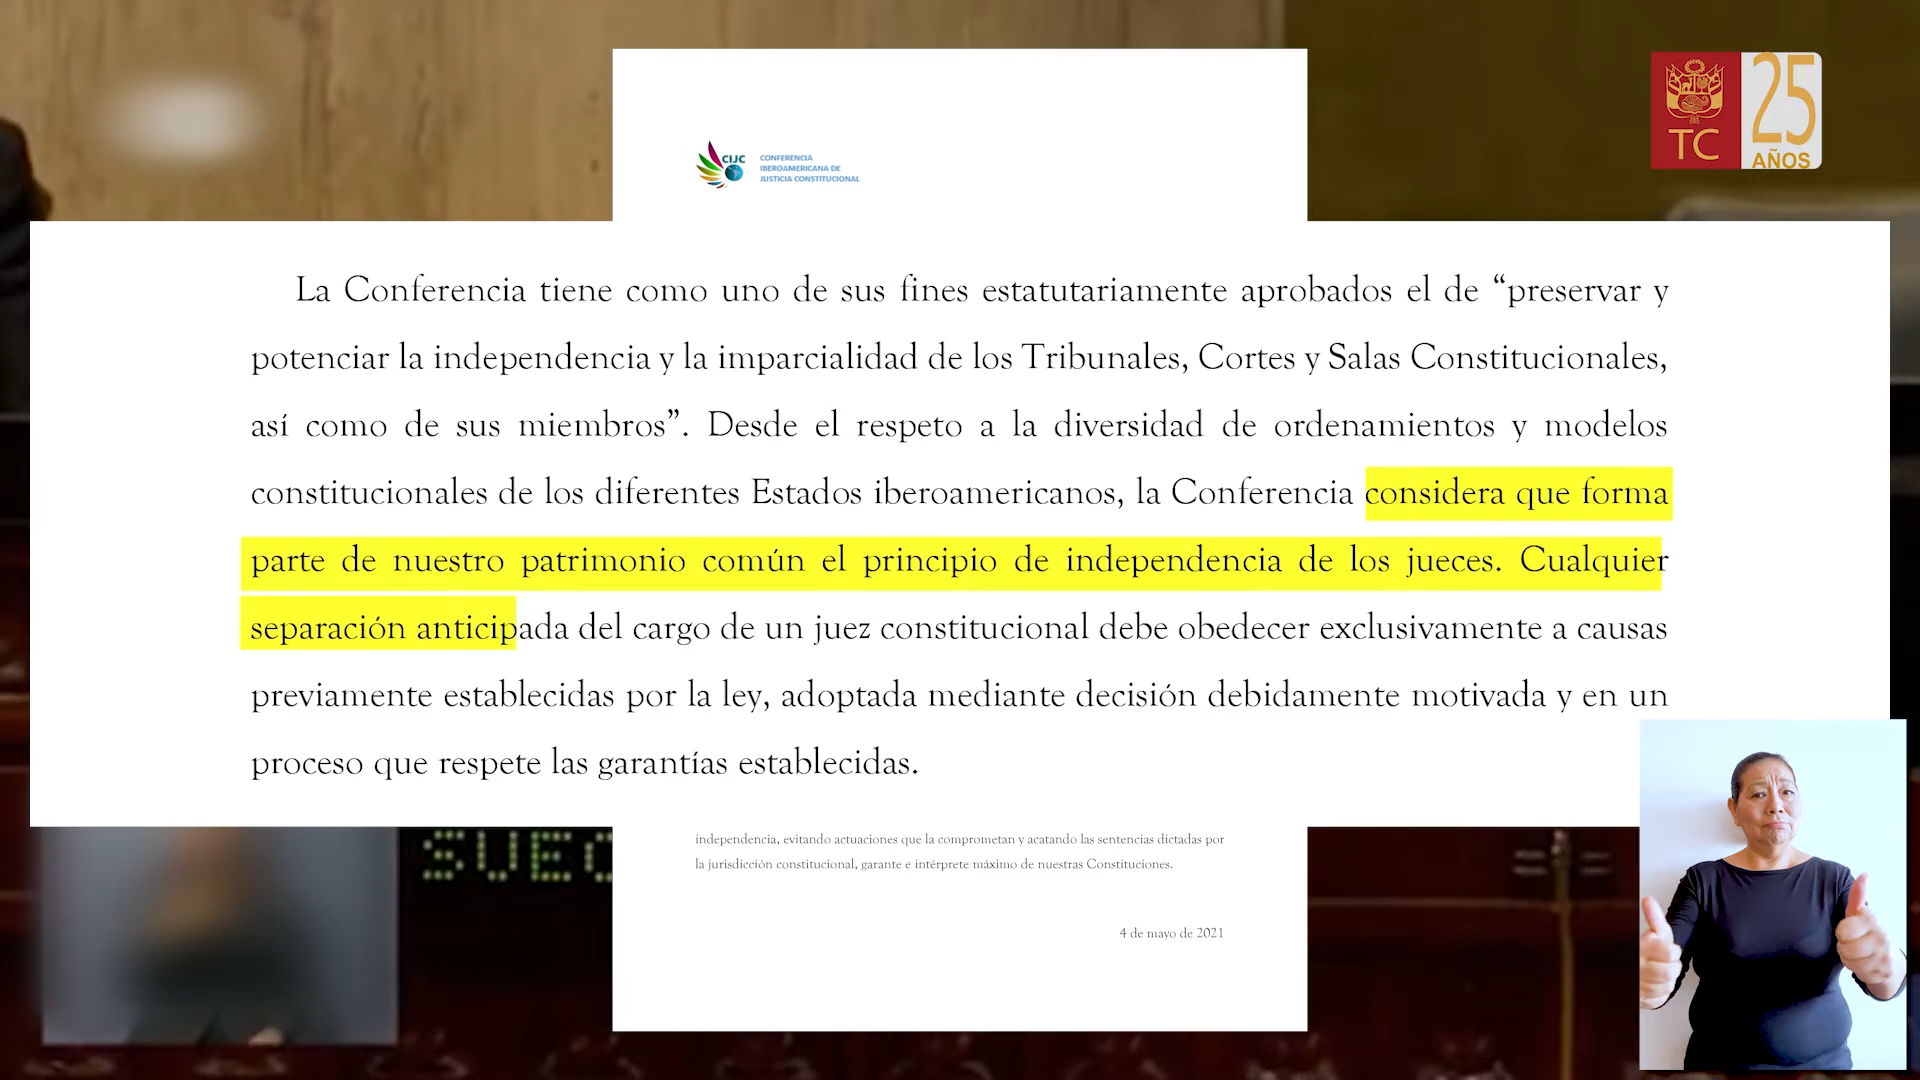 CIJC
CONFERENCIA
IBEROAMERICANA DE
JUSTICIA CONSTITUCIONAL
TC
25
AÑOS
La Conferencia tiene como uno de sus fines estatutariamente aprobados el de “preservar y
potenciar la independencia y la imparcialidad de los Tribunales, Cortes y Salas Constitucionales,
así como de sus miembros”. Desde el respeto a la diversidad de ordenamientos y modelos
constitucionales de los diferentes Estados iberoamericanos, la Conferencia considera que forma
parte de nuestro patrimonio común el principio de independencia de los jueces. Cualquier
separación anticipada del cargo de un juez constitucional debe obedecer exclusivamente a causas
previamente establecidas por la ley, adoptada mediante decisión debidamente motivada y en un
proceso que respete las garantías establecidas.
independencia, evitando actuaciones que la comprometan y acatando las sentencias dictadas por
la jurisdicción constitucional, garante e intérprete máximo de nuestras Constituciones.
4 de mayo de 2021